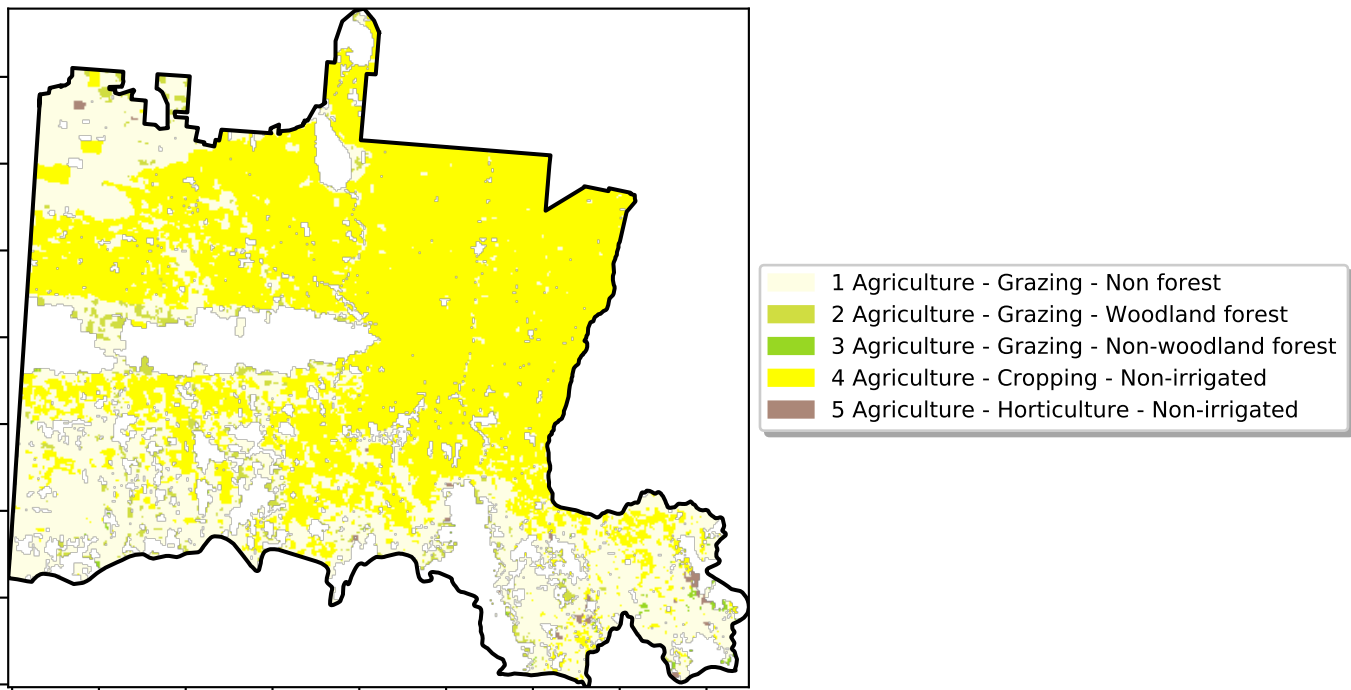 1 Agriculture - Grazing - Non forest
2 Agriculture - Grazing - Woodland forest
3 Agriculture - Grazing - Non-woodland forest
4 Agriculture - Cropping - Non-irrigated
5 Agriculture - Horticulture - Non-irrigated